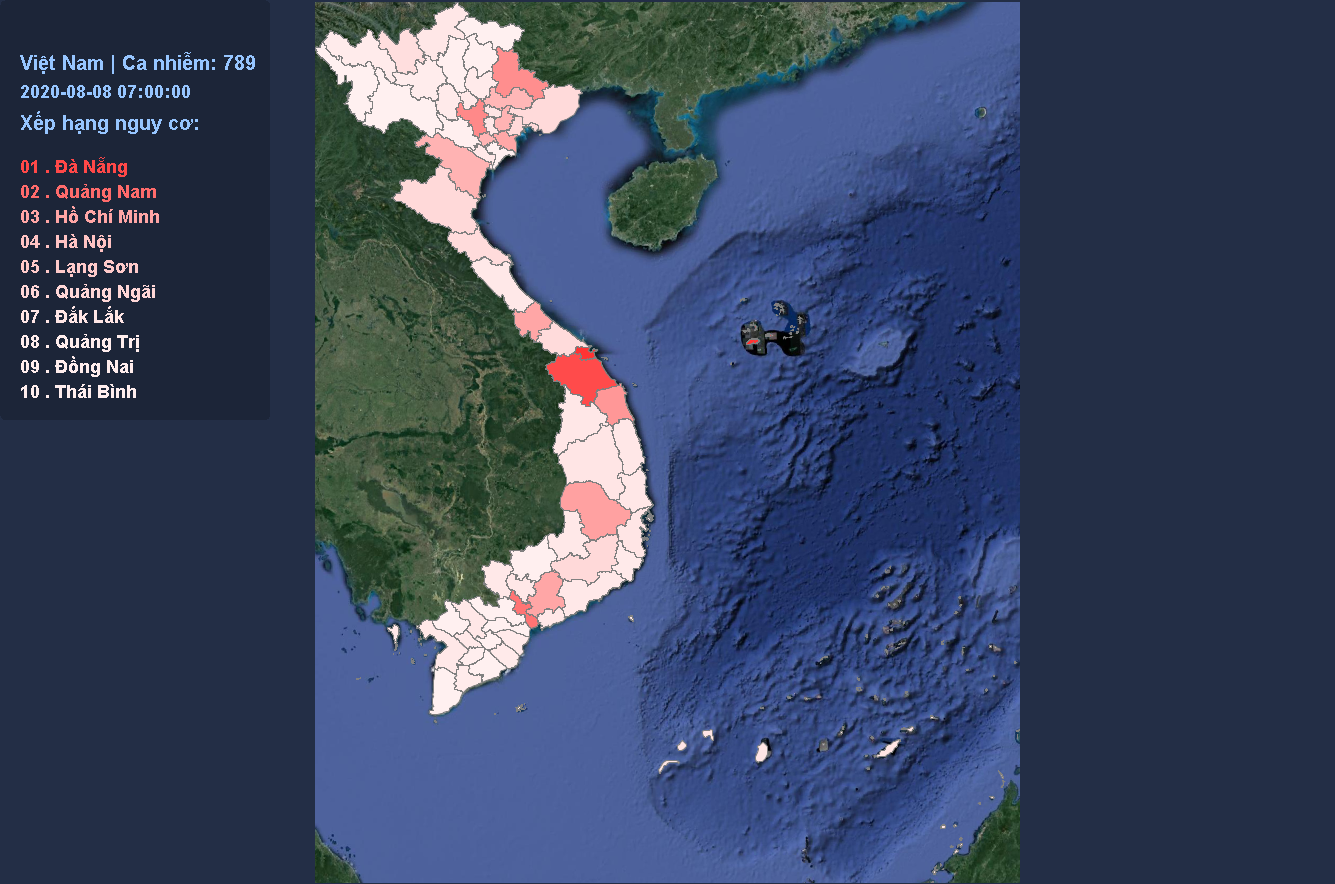 Việt Nam | Ca nhiễm: 789
2020-08-08 07:00:00
Xếp hạng nguy cơ:
01 . Đà Nẵng
02 . Quảng Nam
03 . Hồ Chí Minh
04 . Hà Nội
05 . Lạng Sơn
06 . Quảng Ngãi
07 . Đắk Lắk
08 . Quảng Trị
09 . Đồng Nai
10 . Thái Bình